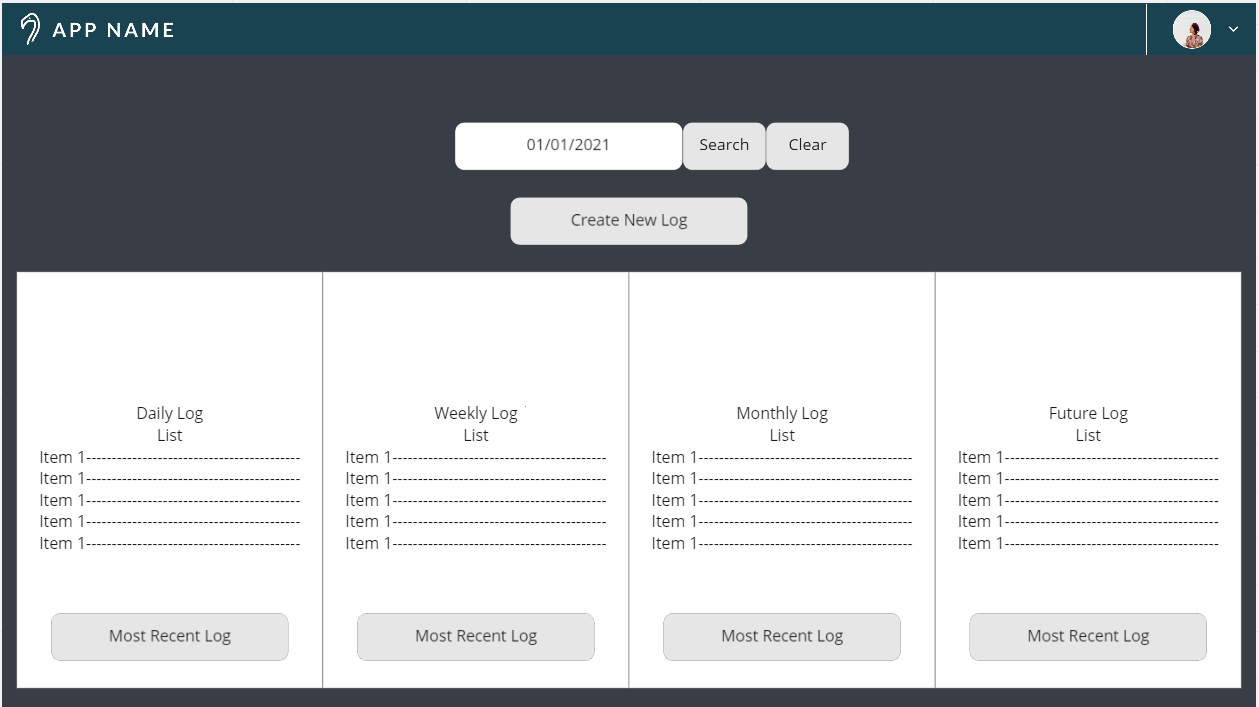 APP NAME
01/01/2021 Search Clear
Create New Log
Daily Log
List
Item 1-------------------------------------------
Item 1-------------------------------------------
Item 1-------------------------------------------
Item 1-------------------------------------------
Item 1-------------------------------------------
Most Recent Log
Weekly Log
List
Item 1-------------------------------------------
Item 1-------------------------------------------
Item 1-------------------------------------------
Item 1-------------------------------------------
Item 1-------------------------------------------
Most Recent Log
Monthly Log
List
Item 1-------------------------------------------
Item 1-------------------------------------------
Item 1-------------------------------------------
Item 1-------------------------------------------
Item 1-------------------------------------------
Most Recent Log
Future Log
List
Item 1-------------------------------------------
Item 1-------------------------------------------
Item 1-------------------------------------------
Item 1-------------------------------------------
Item 1-------------------------------------------
Most Recent Log